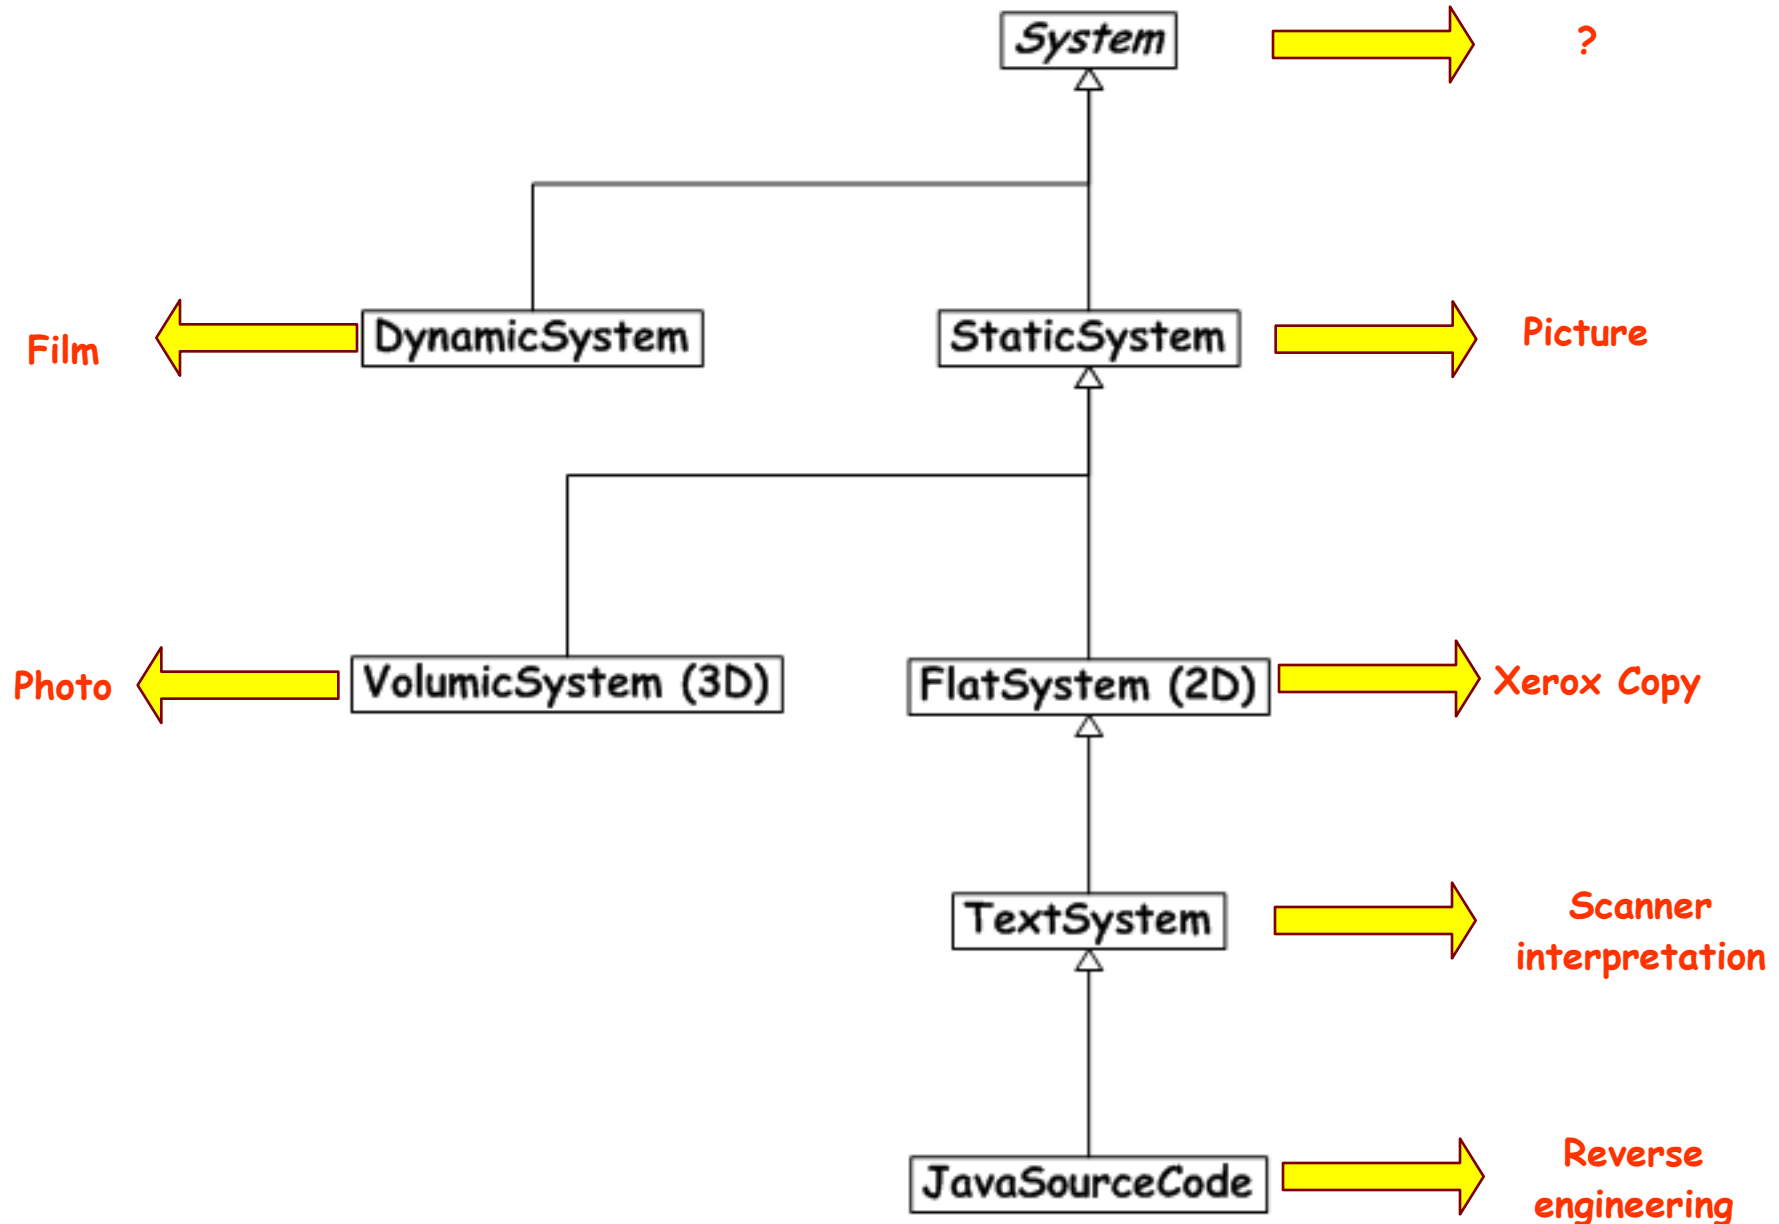 System
?
Film
DynamicSystem
StaticSystem
Picture
Photo
VolumicSystem (3D)
FlatSystem (2D)
Xerox Copy
TextSystem
Scanner
interpretation
JavaSourceCode
Reverse
engineering